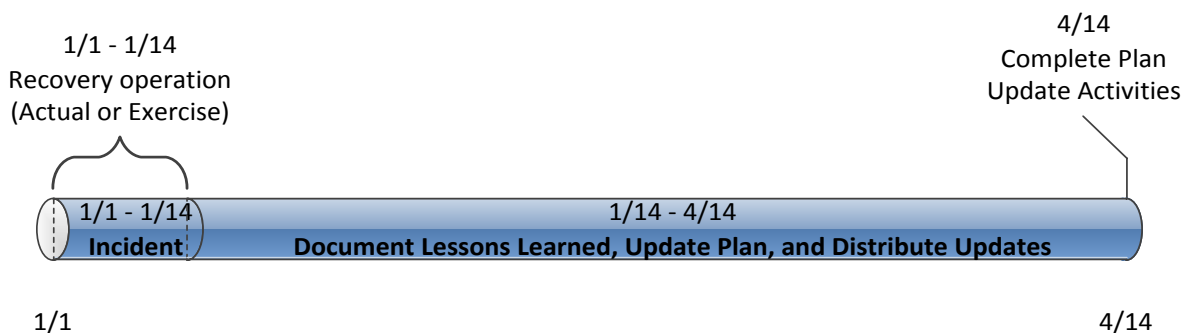 1/1 - 1/14
Recovery operation
(Actual or Exercise)
4/14
Complete Plan
Update Activities
1/1 - 1/14
Incident
1/14 - 4/14
Document Lessons Learned, Update Plan, and Distribute Updates
1/1
4/14